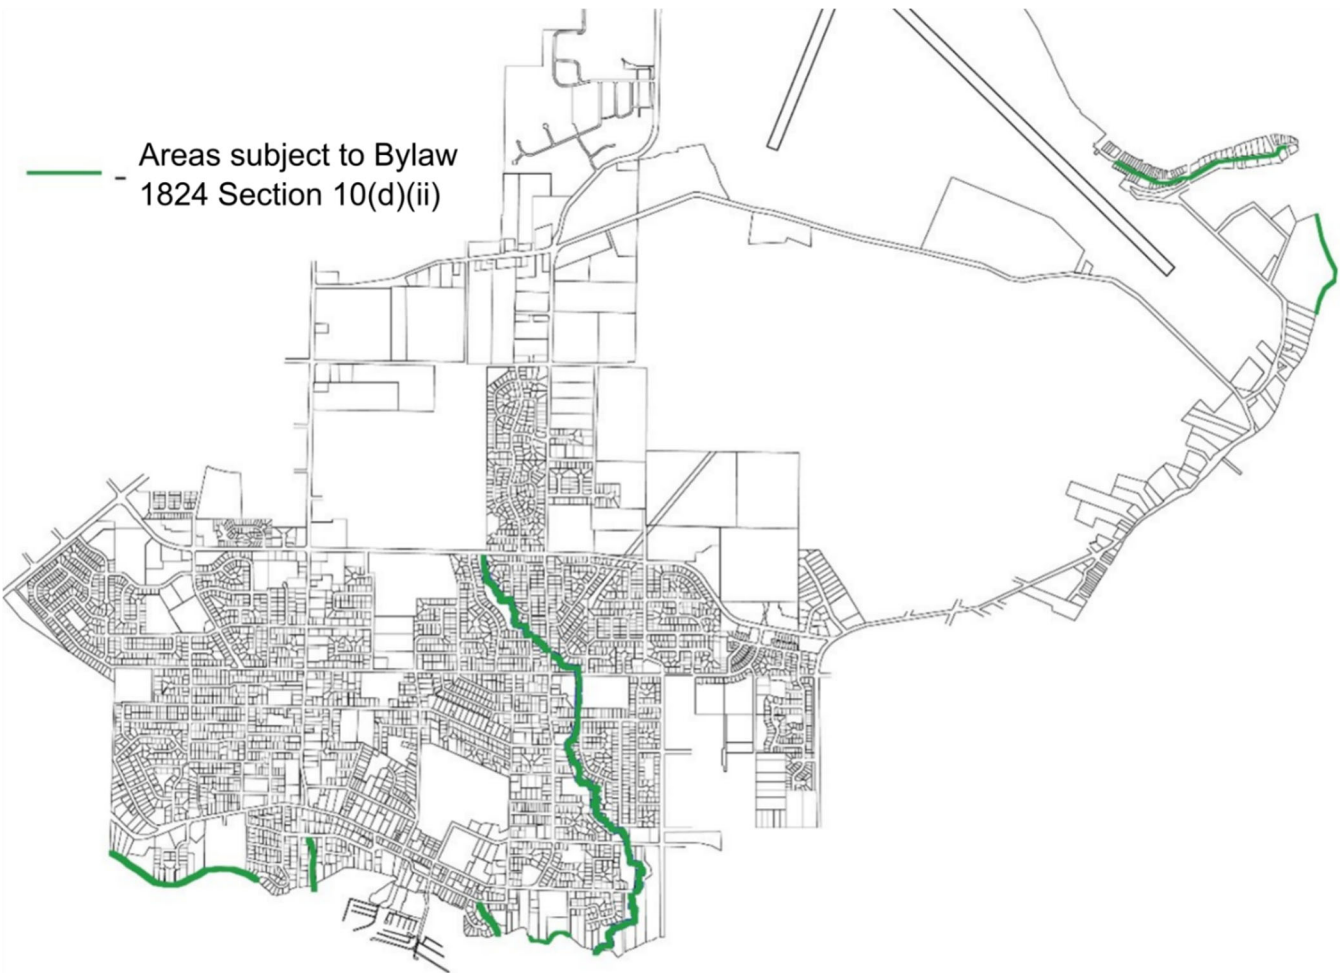 Areas subject to Bylaw
- 1824 Section 10(d)(ii)